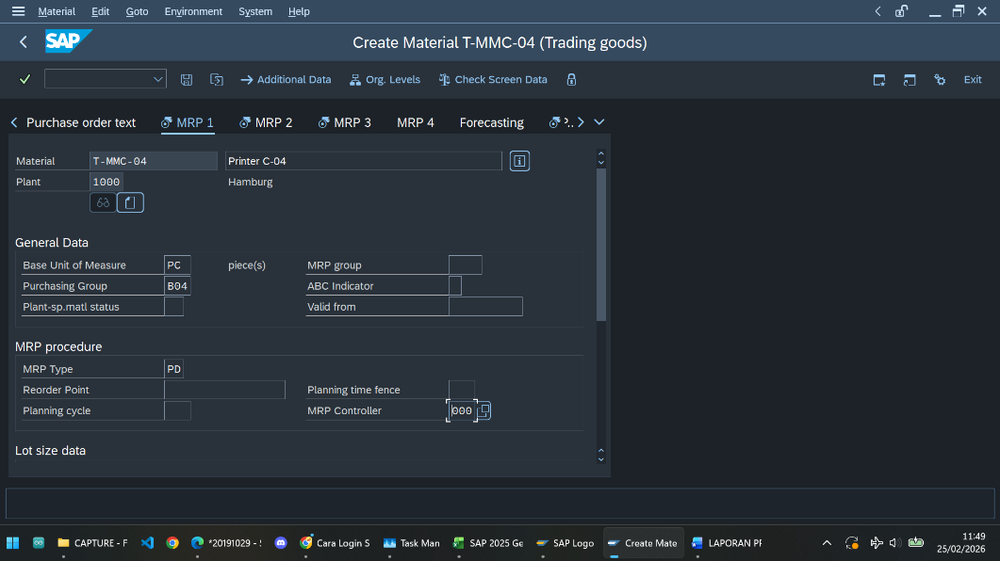 Material Edit Goto Environment System Help
SAP
Create Material T-MMC-04 (Trading goods)
Additional Data Org. Levels Check Screen Data Exit
Purchase order text MRP 1 MRP 2 MRP 3 MRP 4 Forecasting
Material T-MMC-04 Printer C-04
Plant 1000 Hamburg
General Data
Base Unit of Measure PC piece(s) MRP group
Purchasing Group B04 ABC Indicator
Plant-sp.matl status Valid from
MRP procedure
MRP Type PD
Reorder Point Planning time fence
Planning cycle MRP Controller 000
Lot size data
CAPTURE - F *20191029 - Cara Login S Task Man SAP 2025 Ge SAP Logo Create Mate LAPORAN PF
11:49
25/02/2026